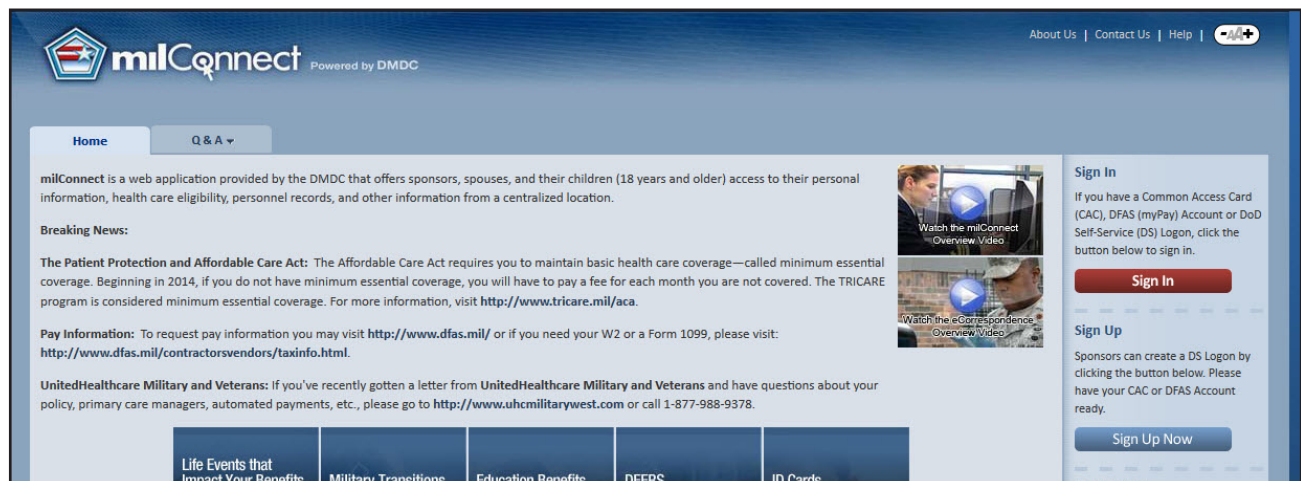 About Us | Contact Us | Help | -AA+
milConnect Powered by DMDC
Home
Q & A
milConnect is a web application provided by the DMDC that offers sponsors, spouses, and their children (18 years and older) access to their personal
information, health care eligibility, personnel records, and other information from a centralized location.
Breaking News:
The Patient Protection and Affordable Care Act: The Affordable Care Act requires you to maintain basic health care coverage—called minimum essential
coverage. Beginning in 2014, if you do not have minimum essential coverage, you will have to pay a fee for each month you are not covered. The TRICARE
program is considered minimum essential coverage. For more information, visit http://www.tricare.mil/aca.
Pay Information: To request pay information you may visit http://www.dfas.mil/ or if you need your W2 or a Form 1099, please visit:
http://www.dfas.mil/contractorsvendors/taxinfo.html.
UnitedHealthcare Military and Veterans: If you've recently gotten a letter from UnitedHealthcare Military and Veterans and have questions about your
policy, primary care managers, automated payments, etc., please go to http://www.uhcmilitarywest.com or call 1-877-988-9378.
Watch the milConnect
Overview Video
Watch the eCorrespondence
Overview Video
Sign In
If you have a Common Access Card
(CAC), DFAS (myPay) Account or DoD
Self-Service (DS) Logon, click the
button below to sign in.
Sign In
Sign Up
Sponsors can create a DS Logon by
clicking the button below. Please
have your CAC or DFAS Account
ready.
Sign Up Now
Life Events that
Impact Your Benefits
Military Transitions
Education Benefits
DEERS
ID Cards